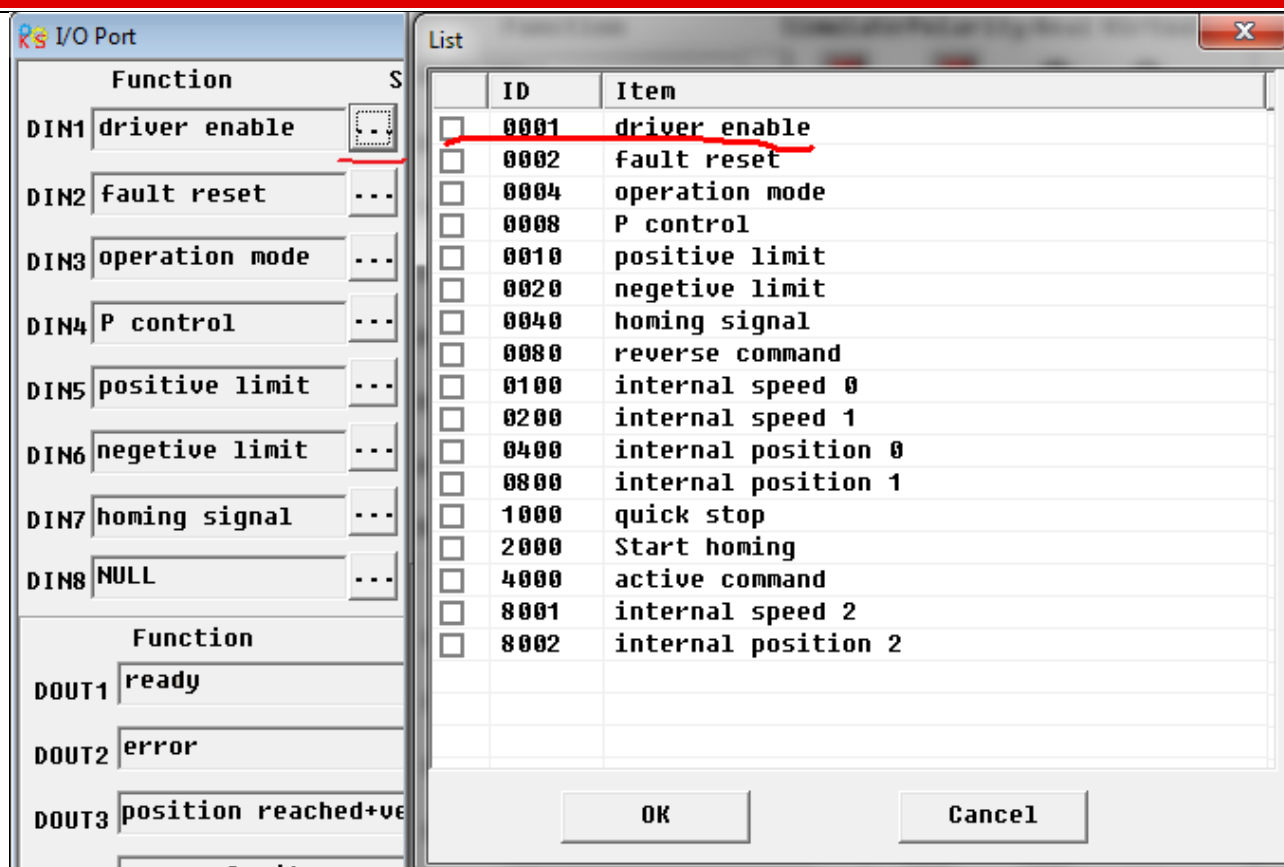 I/O Port
Function S
DIN1 driver enable ...
DIN2 fault reset ...
DIN3 operation mode ...
DIN4 P control ...
DIN5 positive limit ...
DIN6 negetive limit ...
DIN7 homing signal ...
DIN8 NULL ...
Function
DOUT1 ready
DOUT2 error
DOUT3 position reached+ve
List
ID Item
0001 driver enable
0002 fault reset
0004 operation mode
0008 P control
0010 positive limit
0020 negetive limit
0040 homing signal
0080 reverse command
0100 internal speed 0
0200 internal speed 1
0400 internal position 0
0800 internal position 1
1000 quick stop
2000 Start homing
4000 active command
8001 internal speed 2
8002 internal position 2
OK Cancel